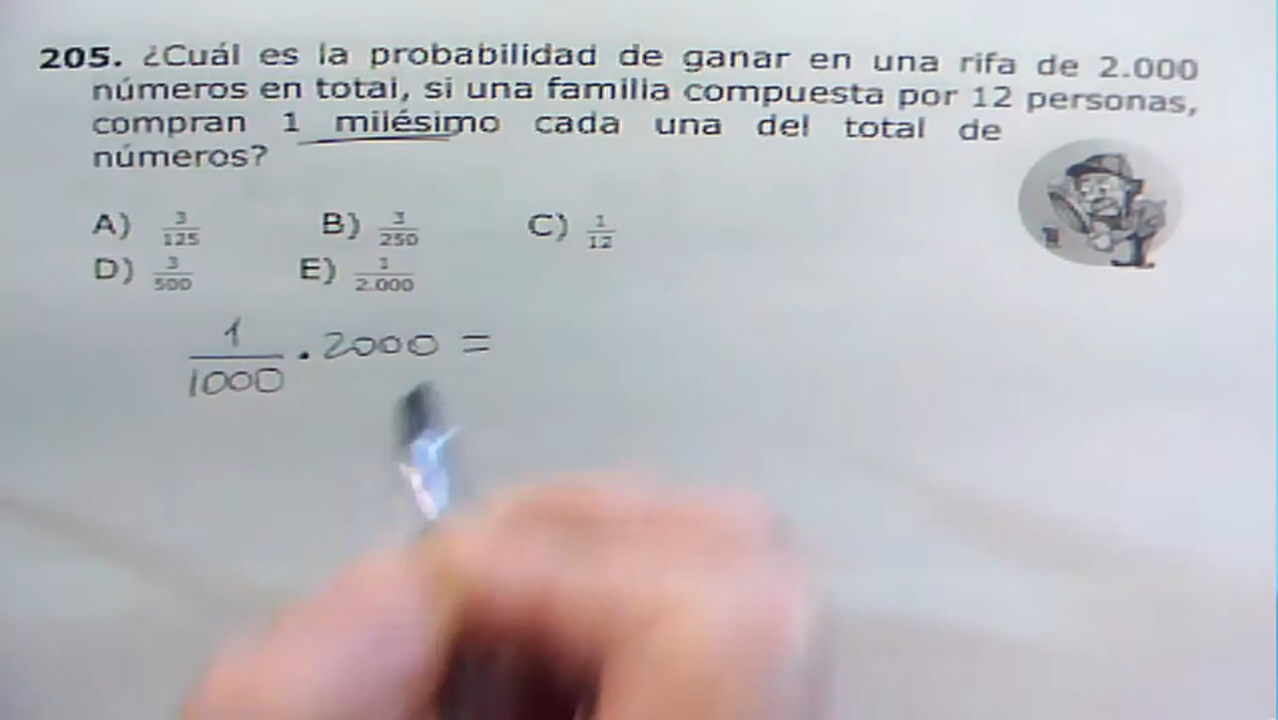 205. ¿Cuál es la probabilidad de ganar en una rifa de 2.000
números en total, si una familia compuesta por 12 personas,
compran 1 milésimo cada una del total de
números?
A) 3/125 B) 3/250 C) 1/12
D) 3/500 E) 1/2.000
1/1000 . 2000 =